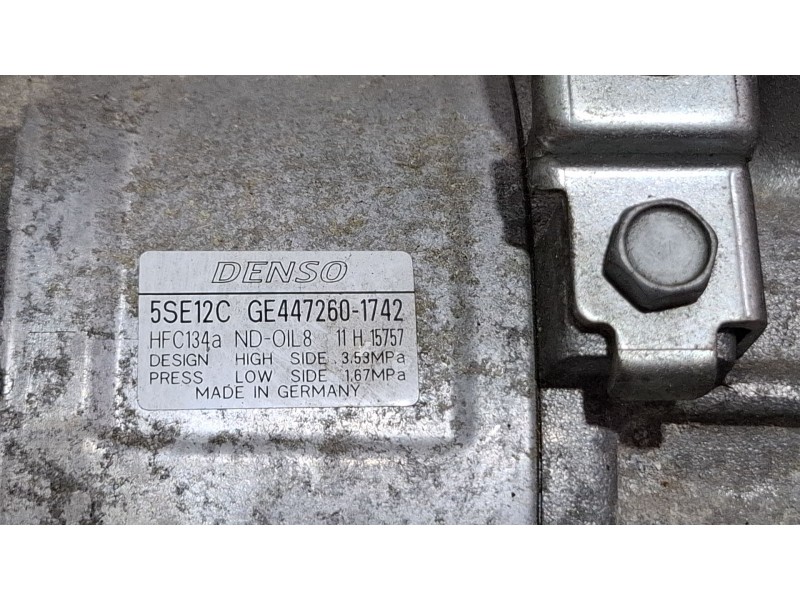 DENSO
5SE12C GE447260-1742
HFC134a ND-OIL8 11 H 15757
DESIGN HIGH SIDE 3.53MPa
PRESS LOW SIDE 1.67MPa
MADE IN GERMANY